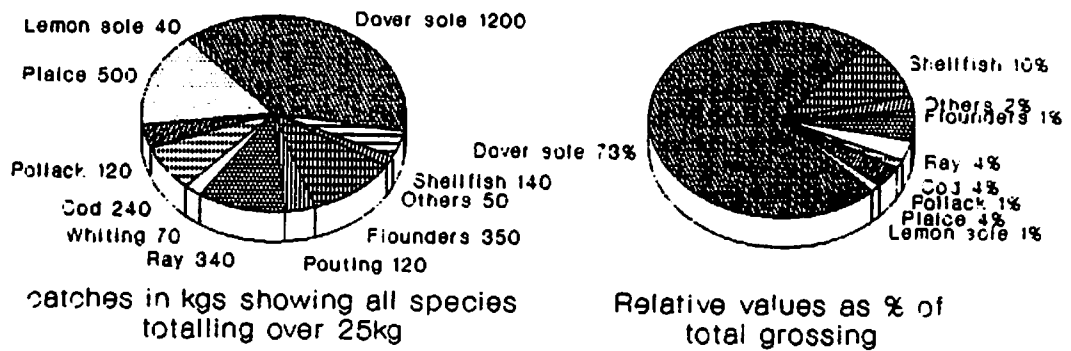 Lemon sole 40
Dover sole 1200
Plaice 500
Pollack 120
Cod 240
Whiting 70
Ray 340
Pouting 120
Flounders 350
Others 50
Shellfish 140
catches in kgs showing all species
totalling over 25kg
Dover sole 73%
Shellfish 10%
Others 2%
Flounders 1%
Ray 4%
Cod 4%
Pollack 1%
Plaice 4%
Lemon sole 1%
Relative values as % of
total grossing